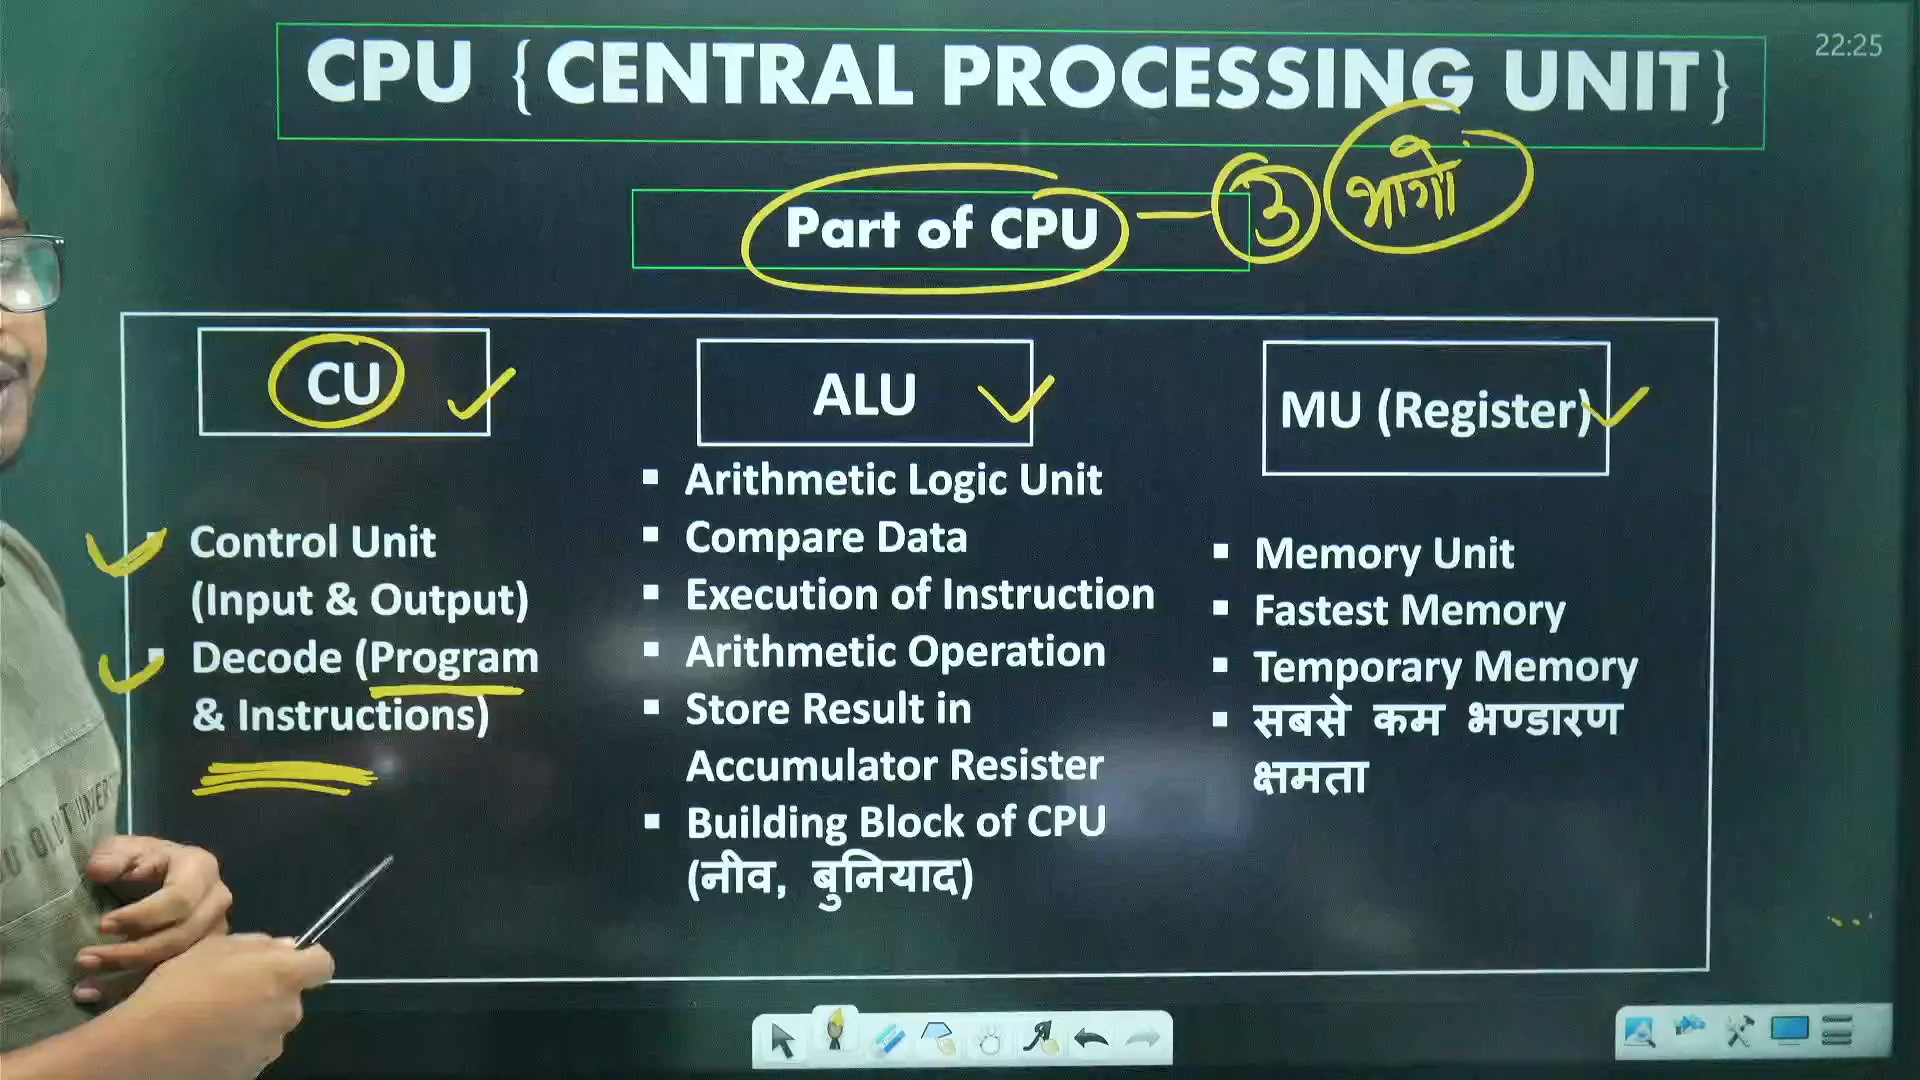 22:25
CPU {CENTRAL PROCESSING UNIT}
Part of CPU — 3 भागों
CU
Control Unit
(Input & Output)
Decode (Program
& Instructions)
ALU
Arithmetic Logic Unit
Compare Data
Execution of Instruction
Arithmetic Operation
Store Result in
Accumulator Resister
Building Block of CPU
(नीव, बुनियाद)
MU (Register)
Memory Unit
Fastest Memory
Temporary Memory
सबसे कम भण्डारण
क्षमता